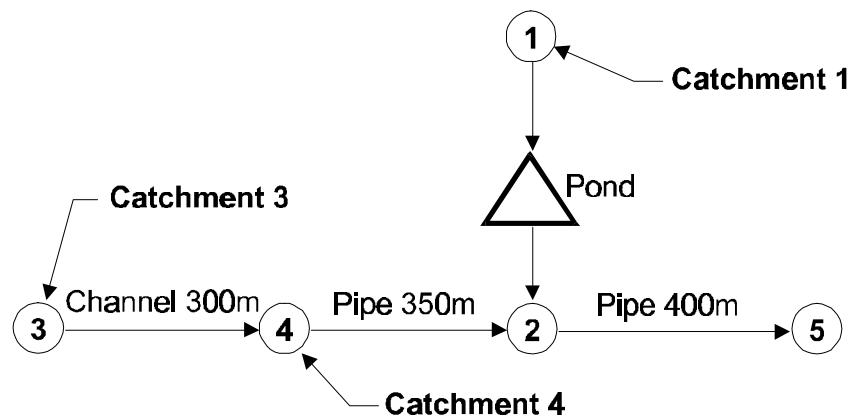 1
Catchment 1
Pond
Catchment 3
Channel 300m
Pipe 350m
Pipe 400m
3
4
2
5
Catchment 4